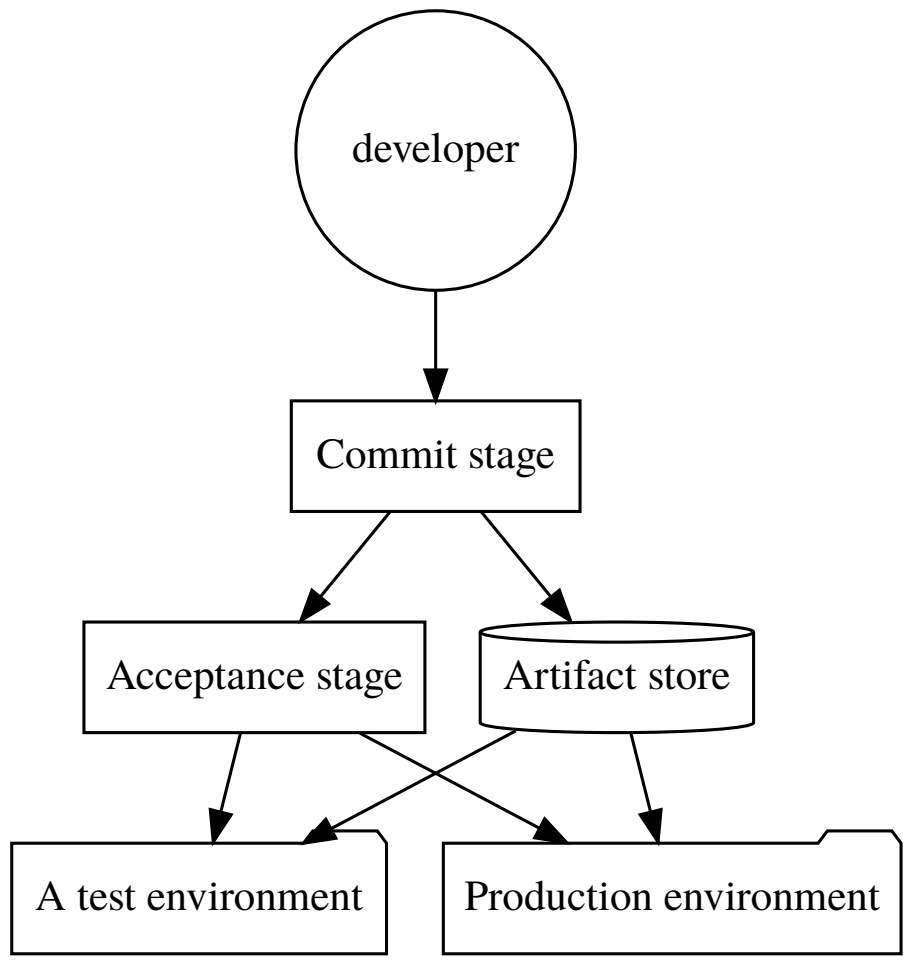 developer
Commit stage
Acceptance stage
Artifact store
A test environment
Production environment